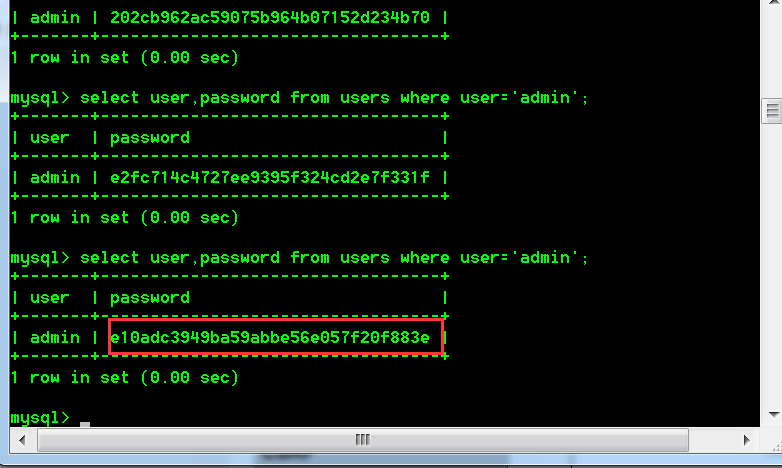 | admin | 202cb962ac59075b964b07152d234b70 |
+-------+----------------------------------+
1 row in set (0.00 sec)
mysql> select user,password from users where user='admin';
+-------+----------------------------------+
| user  | password                         |
+-------+----------------------------------+
| admin | e2fc714c4727ee9395f324cd2e7f331f |
+-------+----------------------------------+
1 row in set (0.00 sec)
mysql> select user,password from users where user='admin';
+-------+----------------------------------+
| user  | password                         |
+-------+----------------------------------+
| admin | e10adc3949ba59abbe56e057f20f883e |
+-------+----------------------------------+
1 row in set (0.00 sec)
mysql>